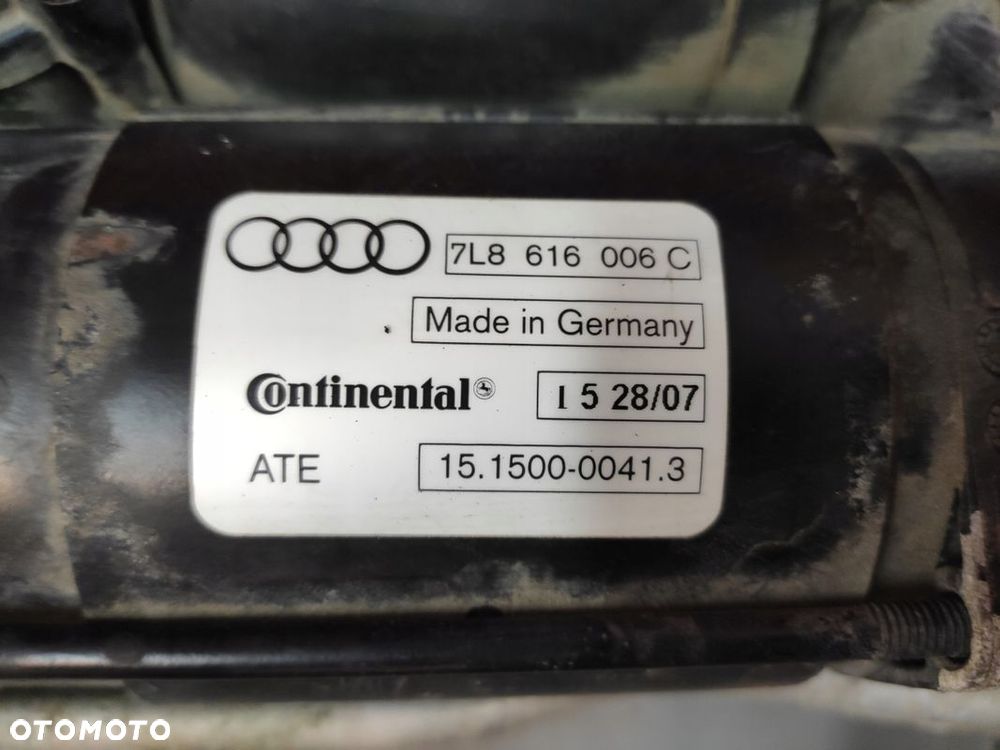 7L8 616 006 C
Made in Germany
Continental
I 5 28/07
ATE 15.1500-0041.3
OTOMOTO